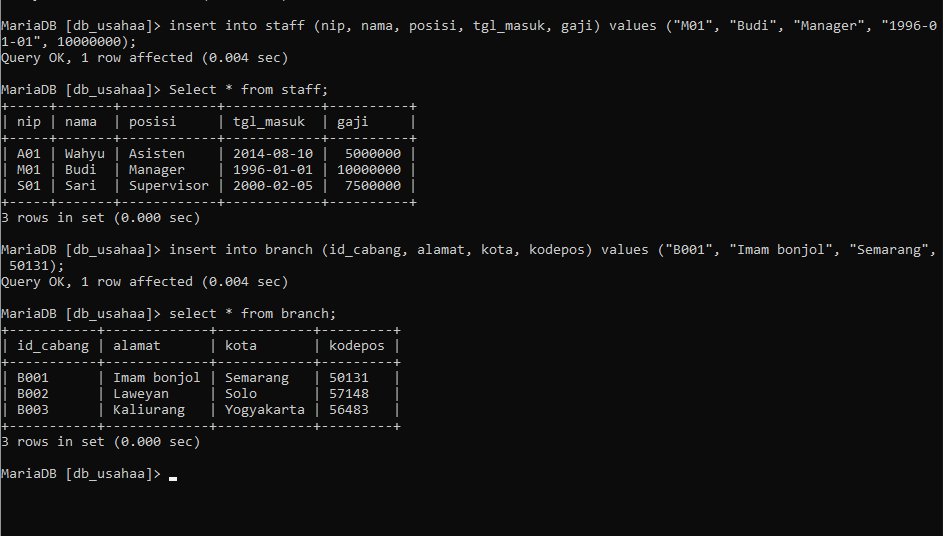 MariaDB [db_usahaa]> insert into staff (nip, nama, posisi, tgl_masuk, gaji) values ("M01", "Budi", "Manager", "1996-0
1-01", 10000000);
Query OK, 1 row affected (0.004 sec)
MariaDB [db_usahaa]> Select * from staff;
+-----+-------+------------+------------+----------+
| nip | nama  | posisi     | tgl_masuk  | gaji     |
+-----+-------+------------+------------+----------+
| A01 | Wahyu | Asisten    | 2014-08-10 |  5000000 |
| M01 | Budi  | Manager    | 1996-01-01 | 10000000 |
| S01 | Sari  | Supervisor | 2000-02-05 |  7500000 |
+-----+-------+------------+------------+----------+
3 rows in set (0.000 sec)
MariaDB [db_usahaa]> insert into branch (id_cabang, alamat, kota, kodepos) values ("B001", "Imam bonjol", "Semarang",
 50131);
Query OK, 1 row affected (0.004 sec)
MariaDB [db_usahaa]> select * from branch;
+-----------+-------------+------------+---------+
| id_cabang | alamat      | kota       | kodepos |
+-----------+-------------+------------+---------+
| B001      | Imam bonjol | Semarang   | 50131   |
| B002      | Laweyan     | Solo       | 57148   |
| B003      | Kaliurang   | Yogyakarta | 56483   |
+-----------+-------------+------------+---------+
3 rows in set (0.000 sec)
MariaDB [db_usahaa]>